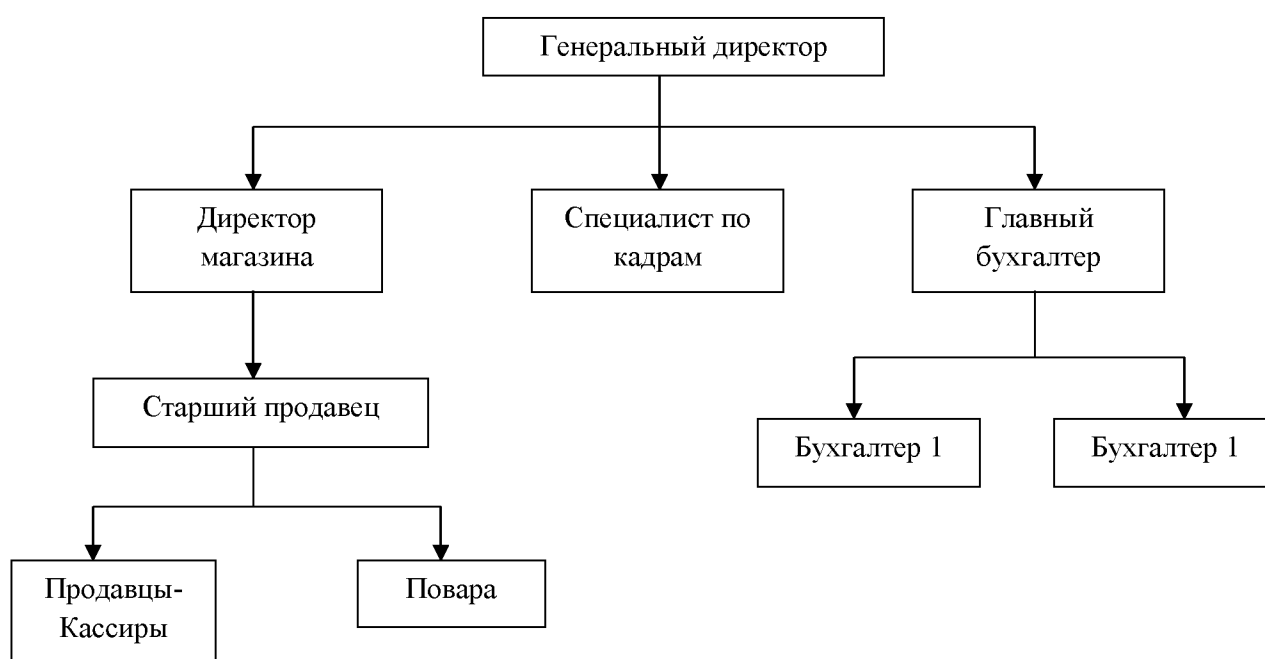 Генеральный директор
Директор
магазина
Специалист по
кадрам
Главный
бухгалтер
Старший продавец
Бухгалтер 1
Бухгалтер 1
Продавцы-
Кассиры
Повара